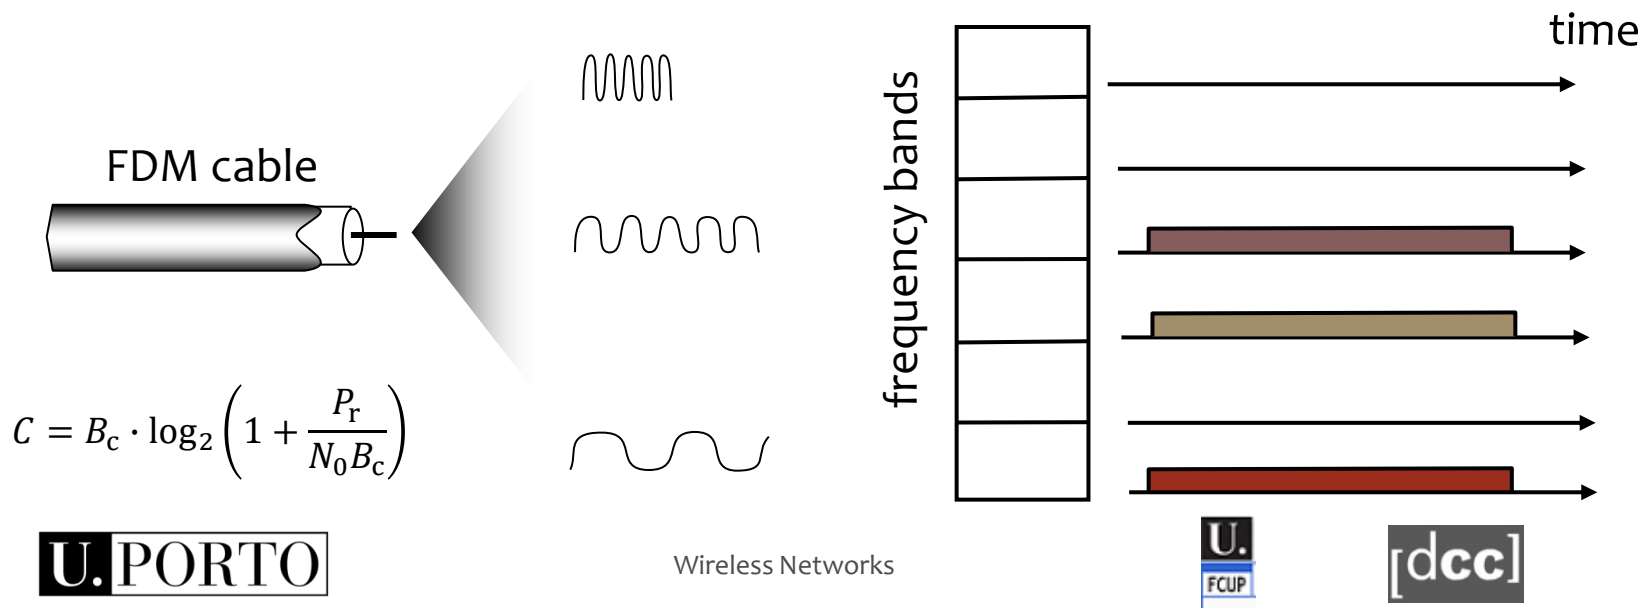 time
FDM cable
frequency bands
C = B_c · log_2 (1 + P_r / (N_0 B_c))
U. PORTO
Wireless Networks
U.
FCUP
[dcc]